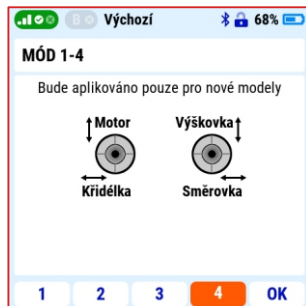 B Výchozí 68%
MÓD 1-4
Bude aplikováno pouze pro nové modely
Motor Výškovka
Křidélka Směrovka
1 2 3 4 OK